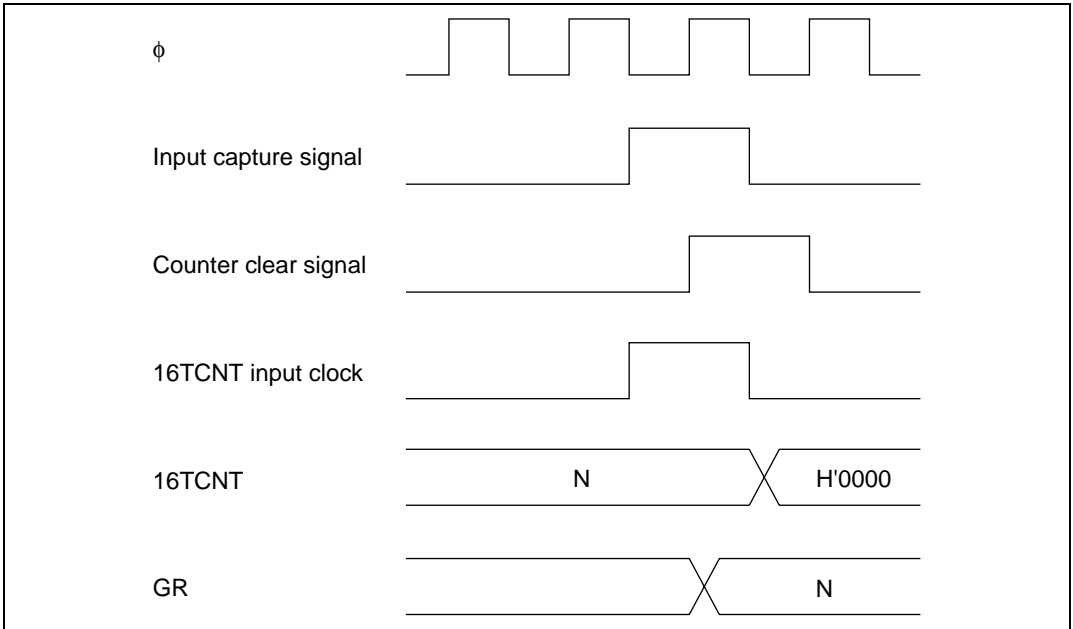 ϕ
Input capture signal
Counter clear signal
16TCNT input clock
16TCNT N H'0000
GR N